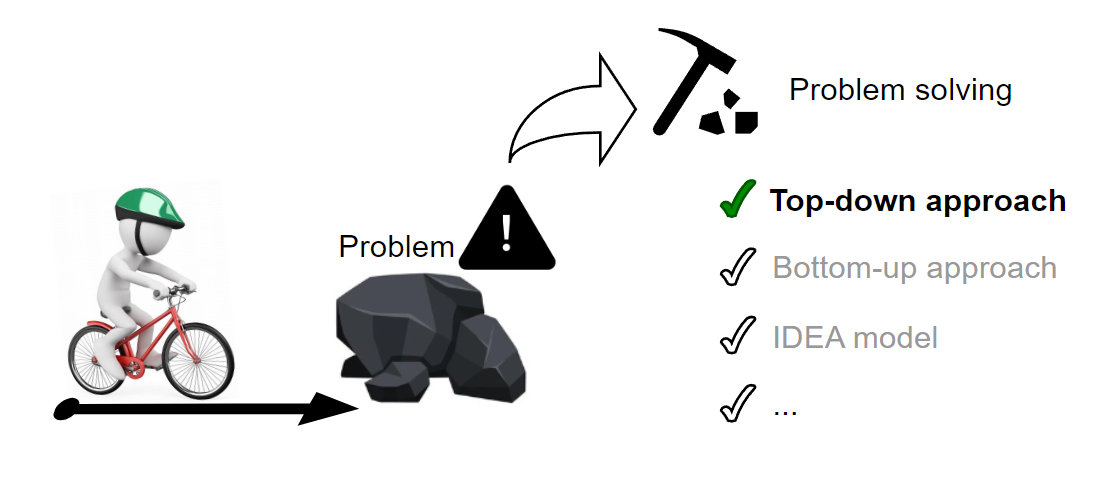 Problem solving
Problem
!
Top-down approach
Bottom-up approach
IDEA model
...